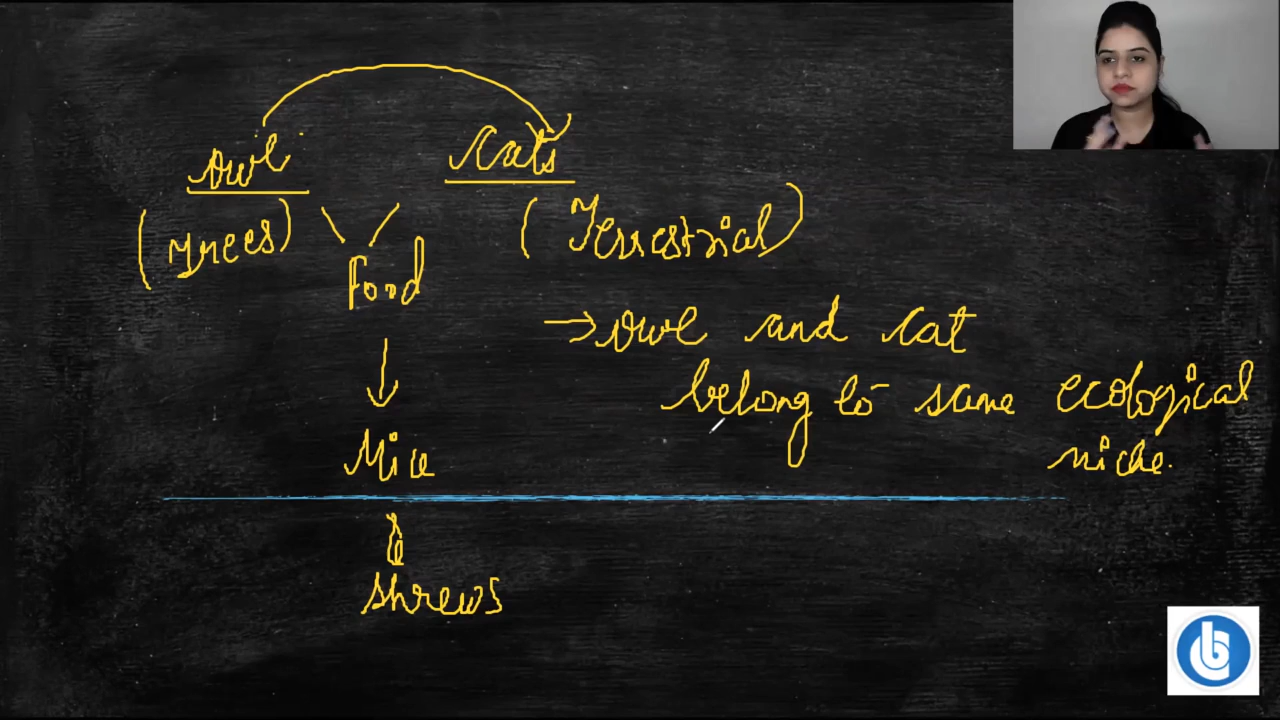 owl Cats
(Trees) (Terrestrial)
Food
→ owl and cat
belong to same ecological
niche.
Mice
&
shrews